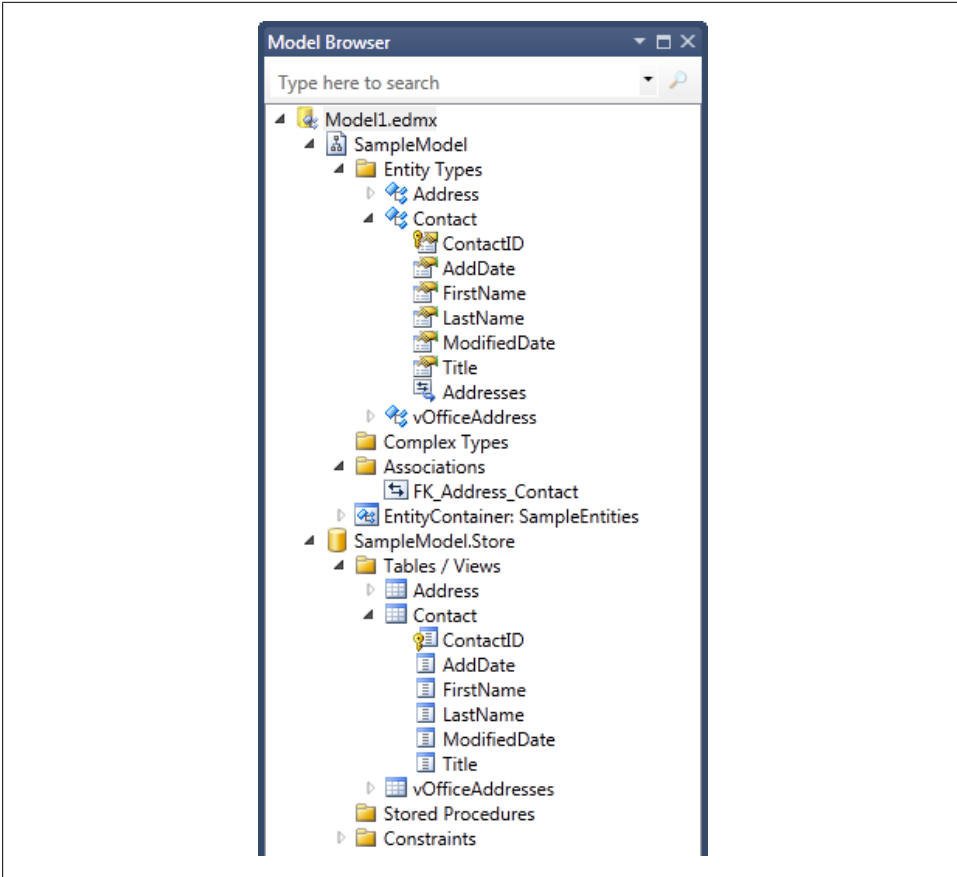 Model Browser
Type here to search
Model1.edmx
SampleModel
Entity Types
Address
Contact
ContactID
AddDate
FirstName
LastName
ModifiedDate
Title
Addresses
vOfficeAddress
Complex Types
Associations
FK_Address_Contact
EntityContainer: SampleEntities
SampleModel.Store
Tables / Views
Address
Contact
ContactID
AddDate
FirstName
LastName
ModifiedDate
Title
vOfficeAddresses
Stored Procedures
Constraints